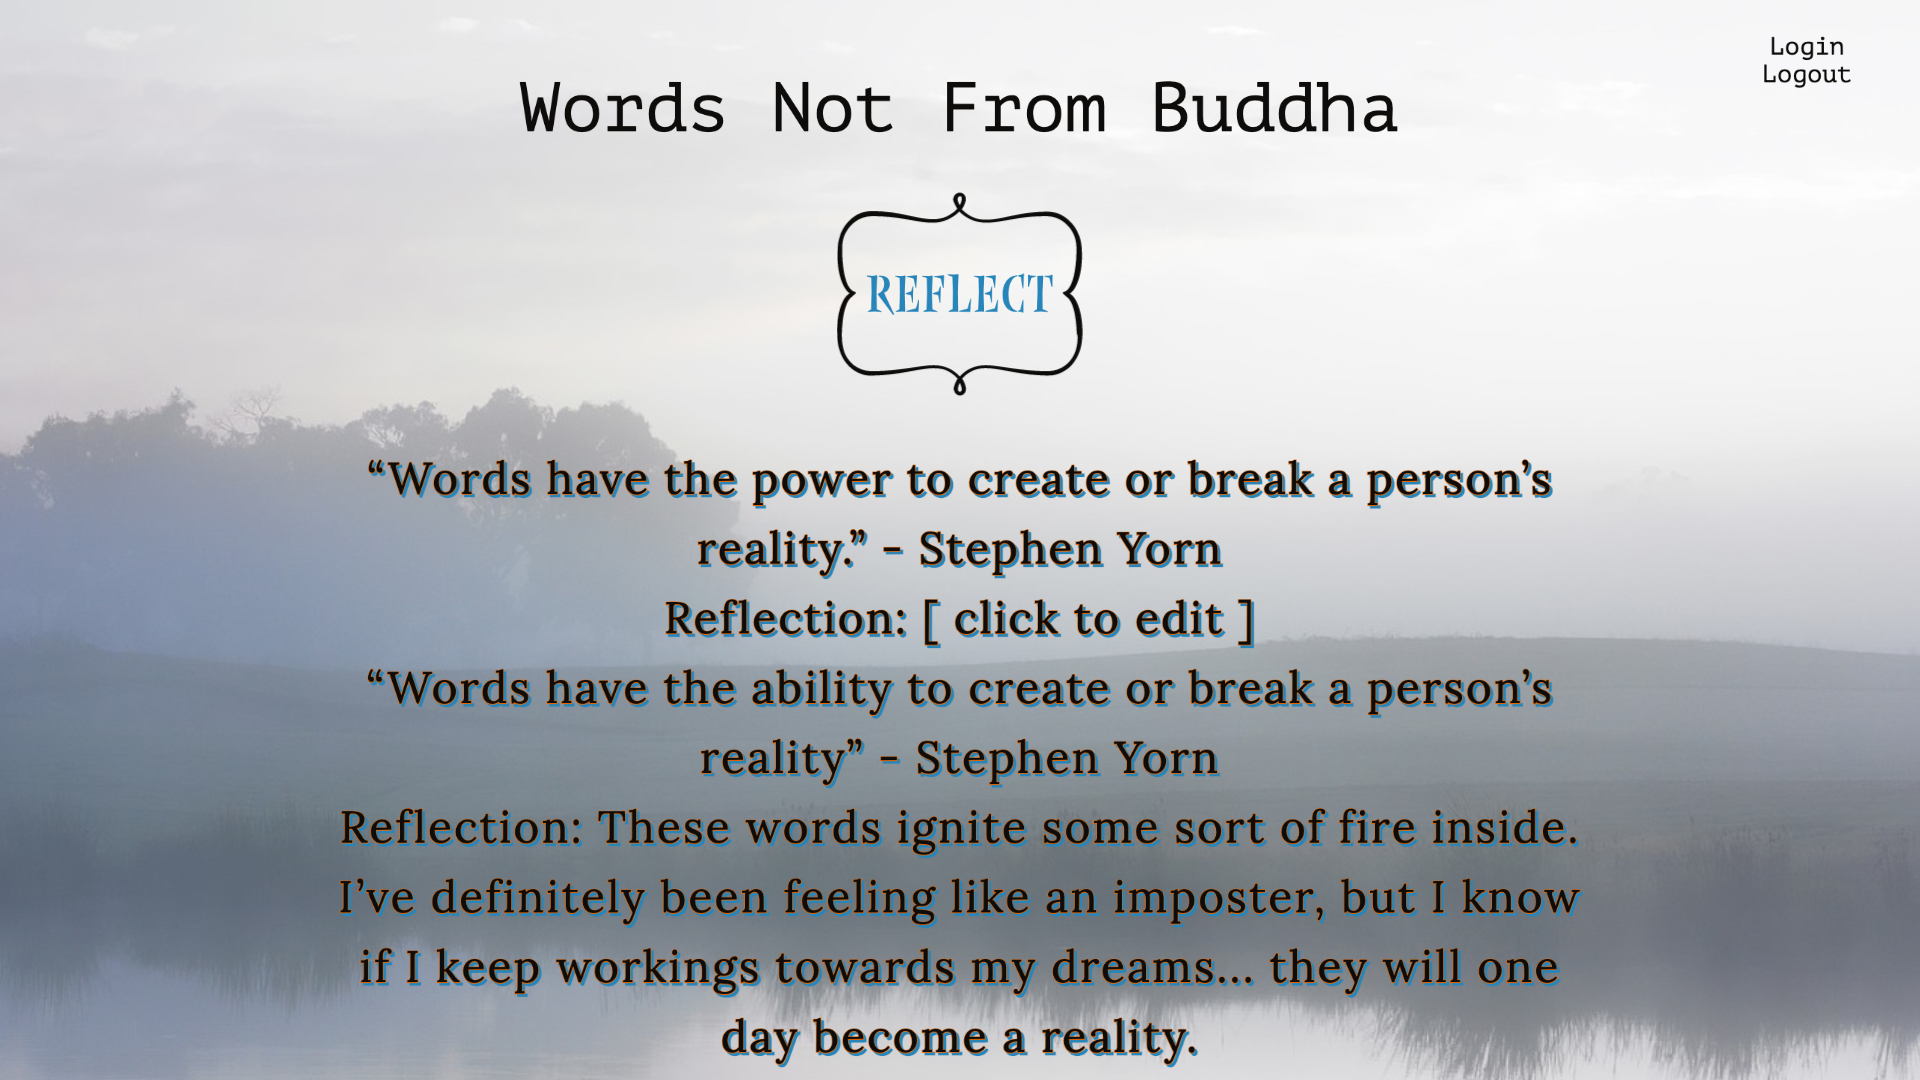 Login
Logout
Words Not From Buddha
REFLECT
“Words have the power to create or break a person’s
reality.” - Stephen Yorn
Reflection: [ click to edit ]
“Words have the ability to create or break a person’s
reality” - Stephen Yorn
Reflection: These words ignite some sort of fire inside.
I’ve definitely been feeling like an imposter, but I know
if I keep workings towards my dreams... they will one
day become a reality.